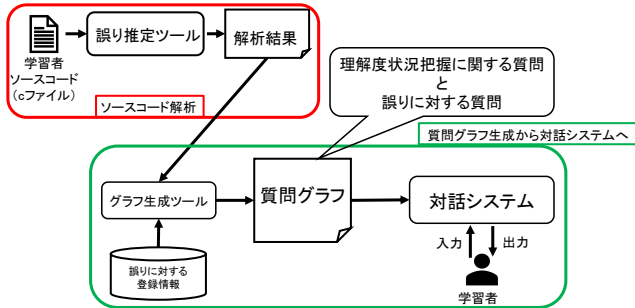 誤り推定ツール
解析結果
学習者
ソースコード
(cファイル)
ソースコード解析
理解度状況把握に関する質問
と
誤りに対する質問
質問グラフ生成から対話システムへ
グラフ生成ツール
質問グラフ
対話システム
入力
出力
誤りに対する
登録情報
学習者